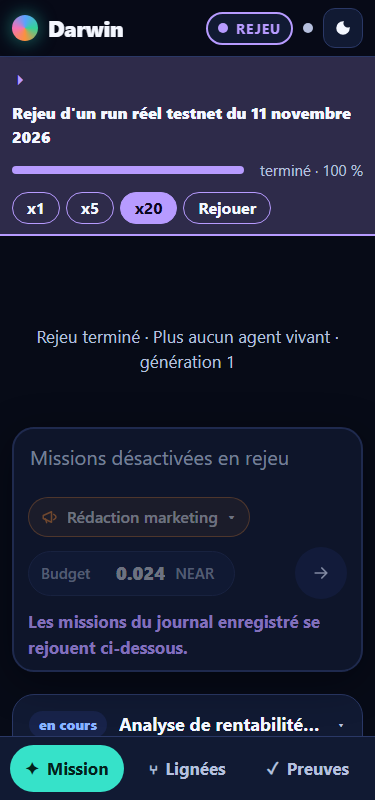 Darwin
REJEU
Rejeu d'un run réel testnet du 11 novembre
2026
terminé · 100 %
x1
x5
x20
Rejouer
Rejeu terminé · Plus aucun agent vivant ·
génération 1
Missions désactivées en rejeu
Rédaction marketing
Budget 0.024 NEAR
Les missions du journal enregistré se
rejouent ci-dessous.
en cours Analyse de rentabilité…
Mission
Lignées
Preuves